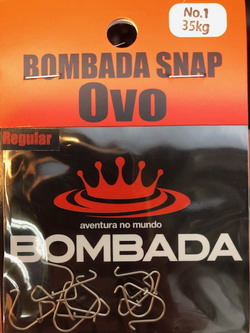 No.1
35kg
BOMBADA SNAP
Ovo
Regular
aventura no mundo
BOMBADA